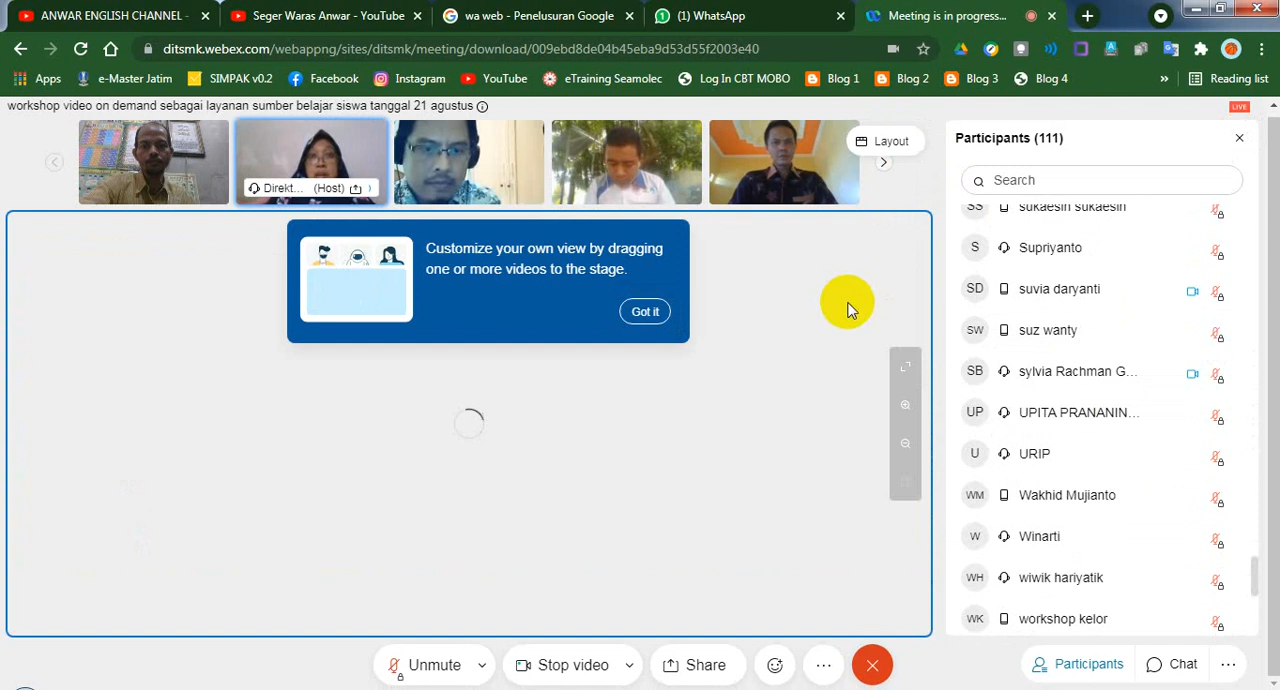 ANWAR ENGLISH CHANNEL -
Seger Waras Anwar - YouTube
wa web - Penelusuran Google
(1) WhatsApp
Meeting is in progress...
ditsmk.webex.com/webappng/sites/ditsmk/meeting/download/009ebd8de04b45eba9d53d55f2003e40
Apps
e-Master Jatim
SIMPAK v0.2
Facebook
Instagram
YouTube
eTraining Seamolec
Log In CBT MOBO
Blog 1
Blog 2
Blog 3
Blog 4
»
Reading list
workshop video on demand sebagai layanan sumber belajar siswa tanggal 21 agustus
LIVE
Direkt... (Host)
Layout
Customize your own view by dragging
one or more videos to the stage.
Got it
Participants (111)
Search
SS sukaesin sukaesin
S Supriyanto
SD suvia daryanti
SW suz wanty
SB sylvia Rachman G...
UP UPITA PRANANIN...
U URIP
WM Wakhid Mujianto
W Winarti
WH wiwik hariyatik
WK workshop kelor
Unmute
Stop video
Share
Participants
Chat